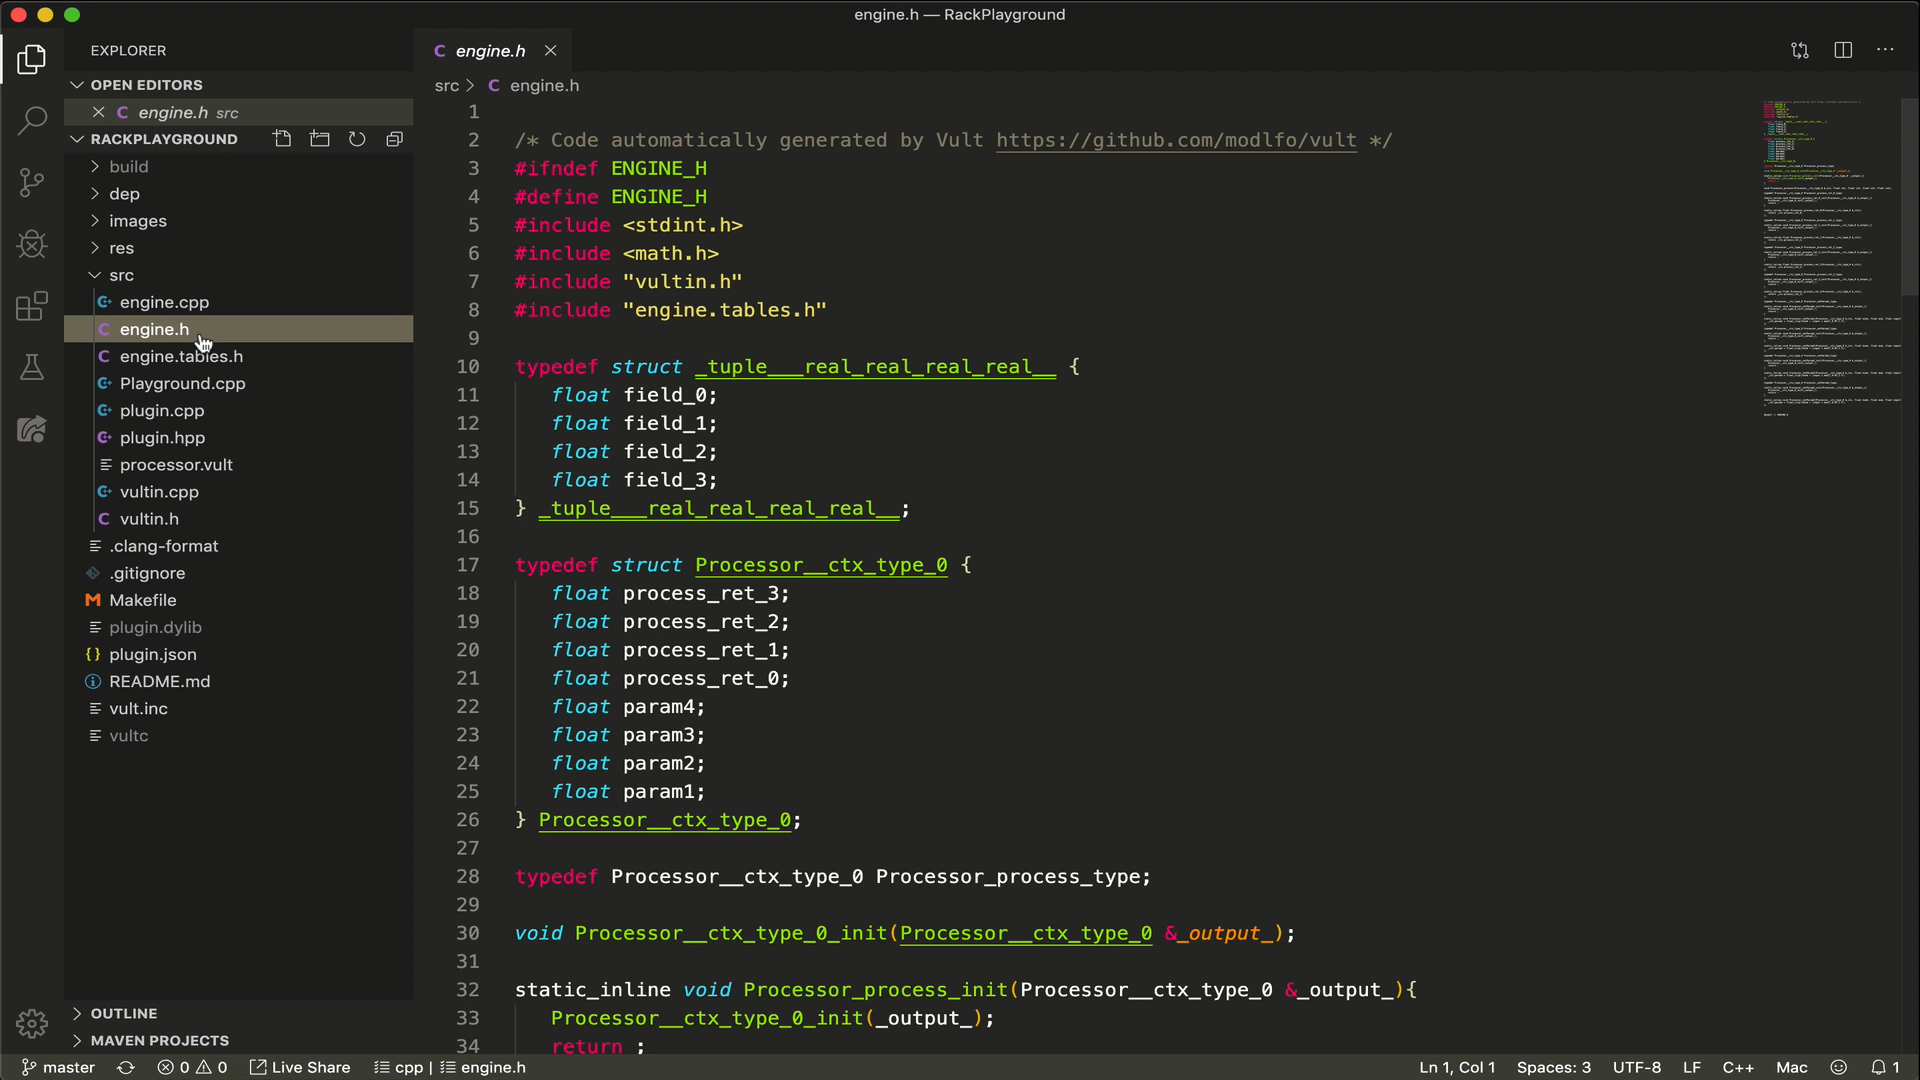 engine.h — RackPlayground
EXPLORER
OPEN EDITORS
engine.h src
RACKPLAYGROUND
build
dep
images
res
src
engine.cpp
engine.h
engine.tables.h
Playground.cpp
plugin.cpp
plugin.hpp
processor.vult
vultin.cpp
vultin.h
.clang-format
.gitignore
Makefile
plugin.dylib
plugin.json
README.md
vult.inc
vultc
OUTLINE
MAVEN PROJECTS
C engine.h
src > C engine.h
1
2 /* Code automatically generated by Vult https://github.com/modlfo/vult */
3 #ifndef ENGINE_H
4 #define ENGINE_H
5 #include <stdint.h>
6 #include <math.h>
7 #include "vultin.h"
8 #include "engine.tables.h"
9
10 typedef struct _tuple___real_real_real_real__ {
11 float field_0;
12 float field_1;
13 float field_2;
14 float field_3;
15 } _tuple___real_real_real_real__;
16
17 typedef struct Processor__ctx_type_0 {
18 float process_ret_3;
19 float process_ret_2;
20 float process_ret_1;
21 float process_ret_0;
22 float param4;
23 float param3;
24 float param2;
25 float param1;
26 } Processor__ctx_type_0;
27
28 typedef Processor__ctx_type_0 Processor_process_type;
29
30 void Processor__ctx_type_0_init(Processor__ctx_type_0 &_output_);
31
32 static_inline void Processor_process_init(Processor__ctx_type_0 &_output_){
33 Processor__ctx_type_0_init(_output_);
34 return ;
master 0 0 Live Share cpp | engine.h Ln 1, Col 1 Spaces: 3 UTF-8 LF C++ Mac 1